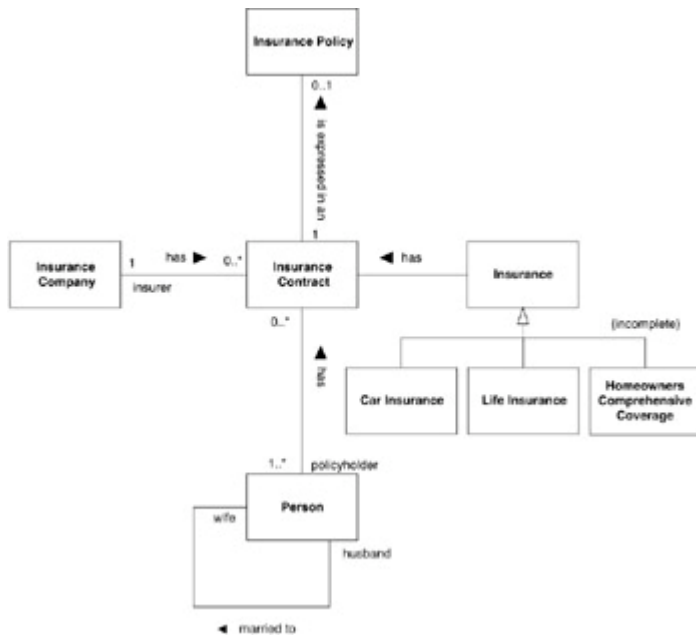 Insurance Policy
0..1
is expressed in an
1
Insurance
Company
1
has
0..*
insurer
Insurance
Contract
has
Insurance
0..*
{incomplete}
has
Car Insurance
Life Insurance
Homeowners
Comprehensive
Coverage
1..*
policyholder
Person
wife
husband
married to